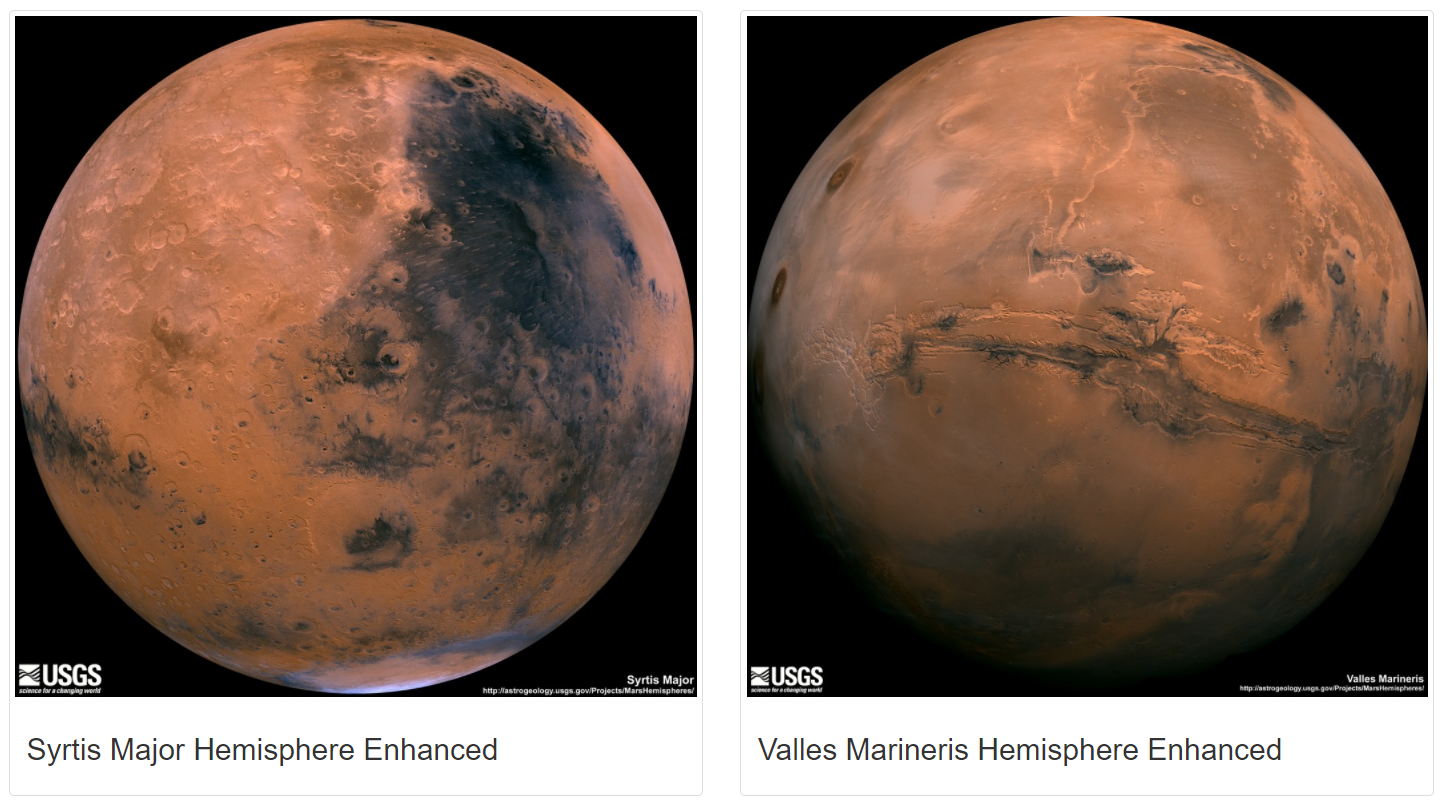 USGS
science for a changing world
Syrtis Major
http://astrogeology.usgs.gov/Projects/MarsHemispheres/
Syrtis Major Hemisphere Enhanced
USGS
science for a changing world
Valles Marineris
http://astrogeology.usgs.gov/Projects/MarsHemispheres/
Valles Marineris Hemisphere Enhanced